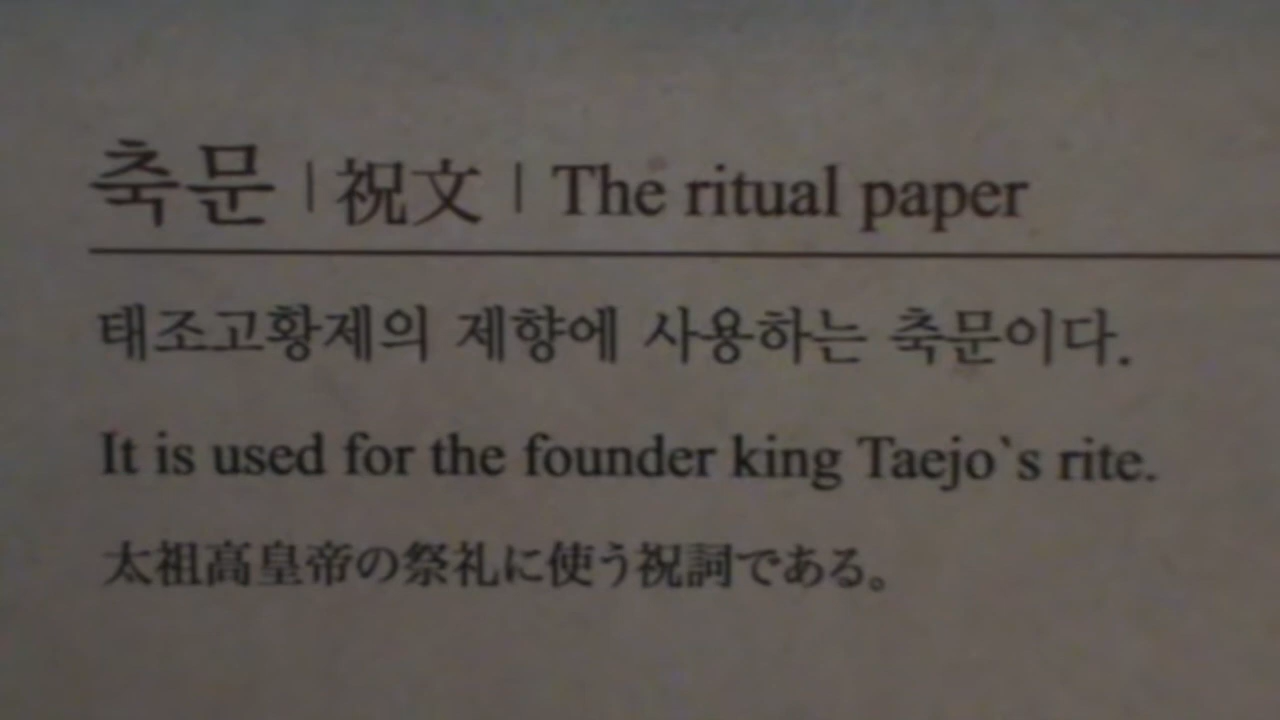 축문 | 祝文 | The ritual paper
태조고황제의 제향에 사용하는 축문이다.
It is used for the founder king Taejo`s rite.
太祖高皇帝の祭礼に使う祝詞である。